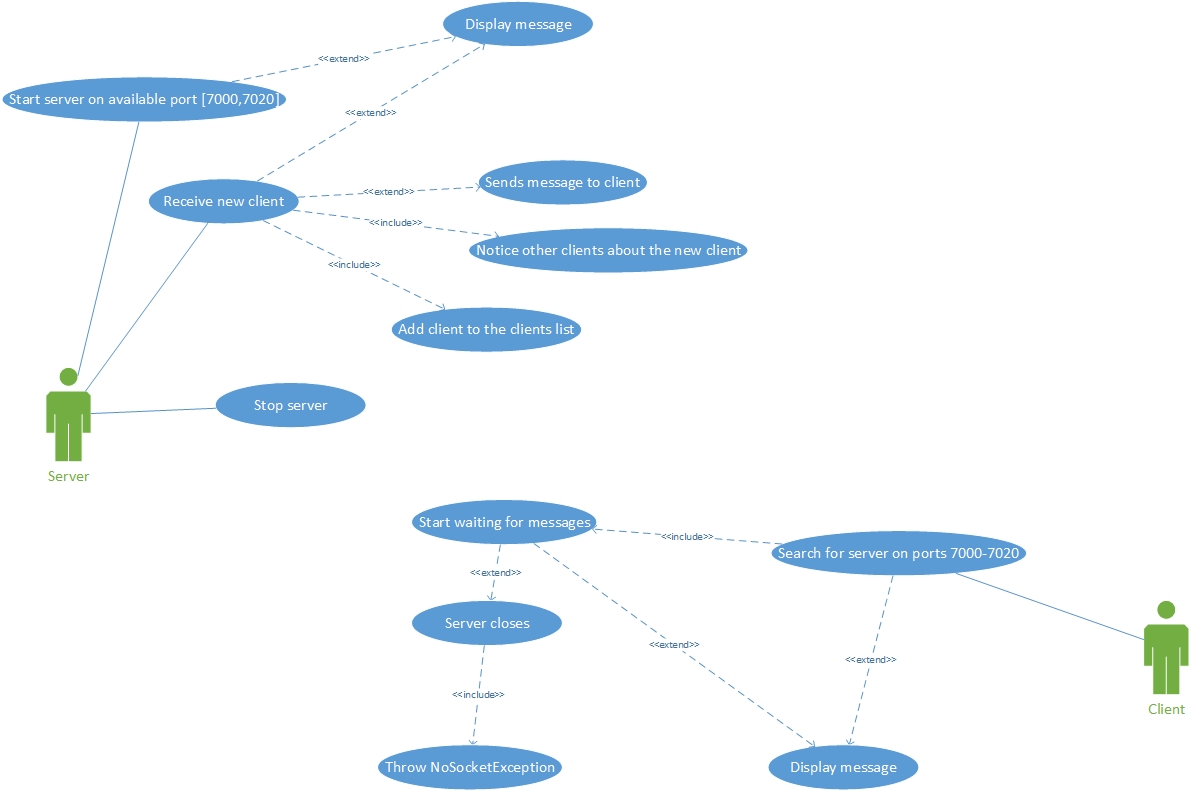 Display message
<<extend>>
Start server on available port [7000,7020]
<<extend>>
Sends message to client
<<extend>>
Receive new client
<<include>>
Notice other clients about the new client
<<include>>
Add client to the clients list
Stop server
Server
Start waiting for messages
<<include>>
Search for server on ports 7000-7020
<<extend>>
Server closes
<<extend>>
<<extend>>
<<include>>
Client
Throw NoSocketException
Display message